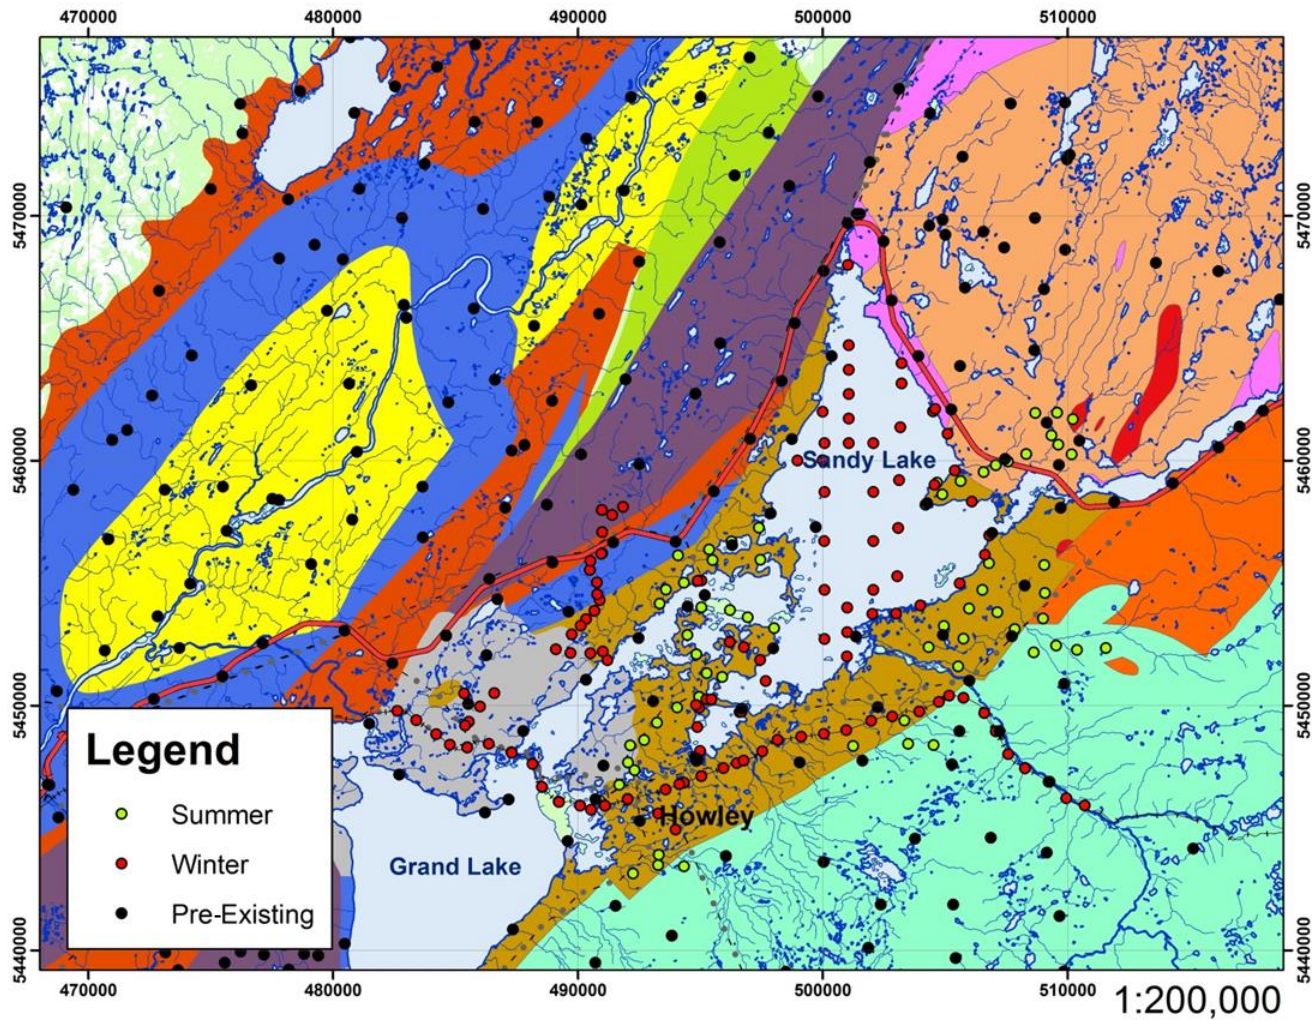 470000 480000 490000 500000 510000
5470000 5470000
5460000 5460000
Sandy Lake
5450000 5450000
Legend
Summer
Winter
Pre-Existing
Howley
Grand Lake
5440000 5440000
470000 480000 490000 500000 510000
1:200,000